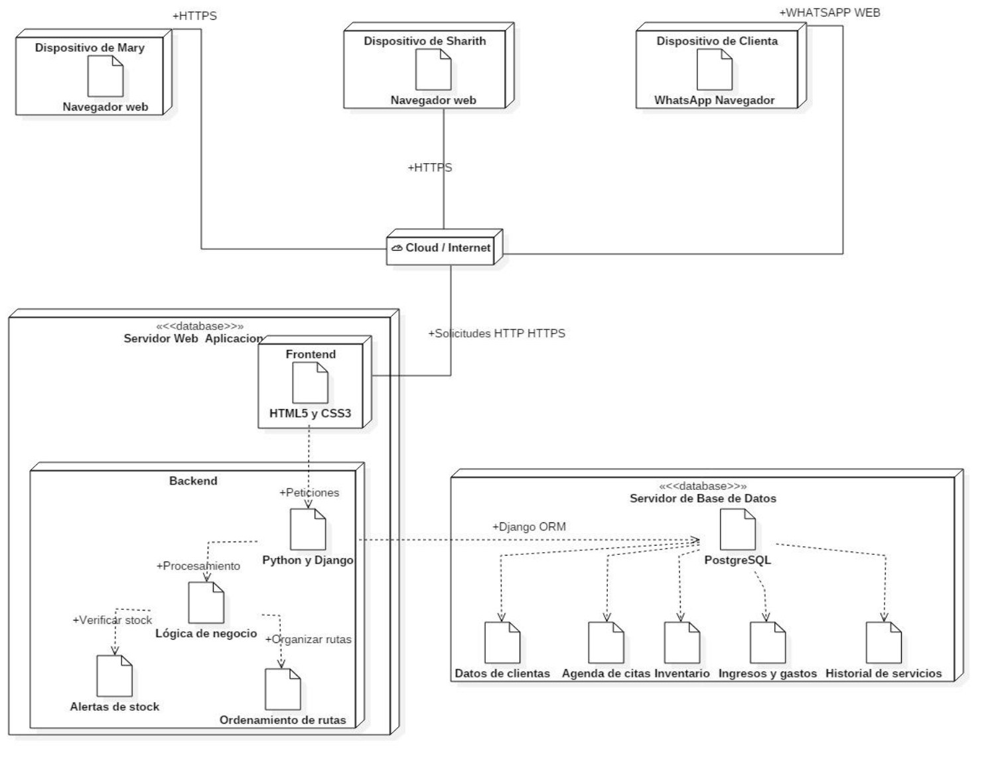 +HTTPS
+WHATSAPP WEB
Dispositivo de Mary
Navegador web
Dispositivo de Sharith
Navegador web
Dispositivo de Clienta
WhatsApp Navegador
+HTTPS
Cloud / Internet
+Solicitudes HTTP HTTPS
«<<database>>»
Servidor Web  Aplicacion
Frontend
HTML5 y CSS3
Backend
+Peticiones
Python y Django
+Procesamiento
Lógica de negocio
+Verificar stock
+Organizar rutas
Alertas de stock
Ordenamiento de rutas
+Django ORM
«<<database>>»
Servidor de Base de Datos
PostgreSQL
Datos de clientas
Agenda de citas
Inventario
Ingresos y gastos
Historial de servicios